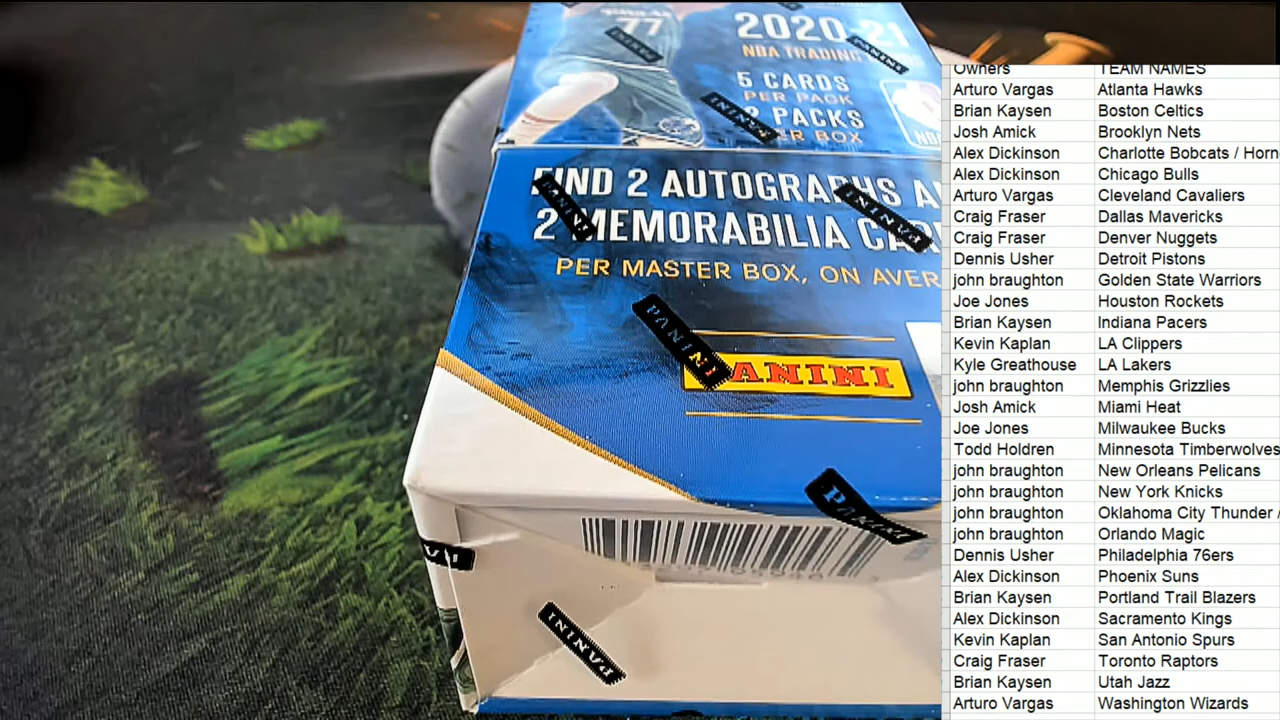 77
2020-21
NBA TRADING
5 CARDS
PER PACK
PACKS
BOX
FIND 2 AUTOGRAPHS A
2 MEMORABILIA CAR
PER MASTER BOX, ON AVER
PANINI
PANINI
PANINI
PANINI
PANINI
PANINI
PANINI
Owners TEAM NAMES
Arturo Vargas Atlanta Hawks
Brian Kaysen Boston Celtics
Josh Amick Brooklyn Nets
Alex Dickinson Charlotte Bobcats / Horn
Alex Dickinson Chicago Bulls
Arturo Vargas Cleveland Cavaliers
Craig Fraser Dallas Mavericks
Craig Fraser Denver Nuggets
Dennis Usher Detroit Pistons
john braughton Golden State Warriors
Joe Jones Houston Rockets
Brian Kaysen Indiana Pacers
Kevin Kaplan LA Clippers
Kyle Greathouse LA Lakers
john braughton Memphis Grizzlies
Josh Amick Miami Heat
Joe Jones Milwaukee Bucks
Todd Holdren Minnesota Timberwolves
john braughton New Orleans Pelicans
john braughton New York Knicks
john braughton Oklahoma City Thunder /
john braughton Orlando Magic
Dennis Usher Philadelphia 76ers
Alex Dickinson Phoenix Suns
Brian Kaysen Portland Trail Blazers
Alex Dickinson Sacramento Kings
Kevin Kaplan San Antonio Spurs
Craig Fraser Toronto Raptors
Brian Kaysen Utah Jazz
Arturo Vargas Washington Wizards